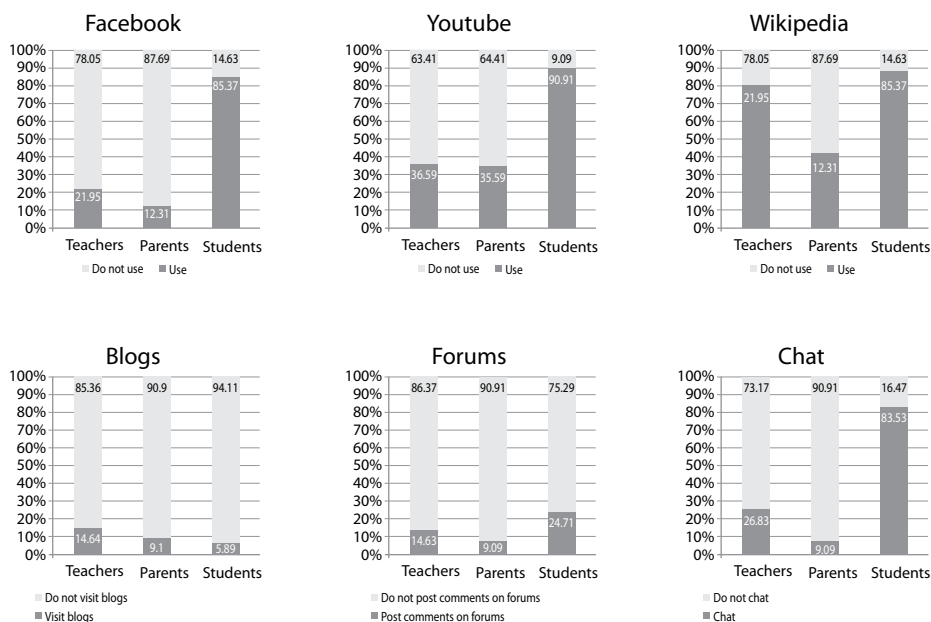 Facebook
100%
90%
80%
70%
60%
50%
40%
30%
20%
10%
0%
78.05 87.69 14.63
85.37
21.95
12.31
Teachers Parents Students
Do not use Use
Youtube
100%
90%
80%
70%
60%
50%
40%
30%
20%
10%
0%
63.41 64.41 9.09
90.91
36.59 35.59
Teachers Parents Students
Do not use Use
Wikipedia
100%
90%
80%
70%
60%
50%
40%
30%
20%
10%
0%
78.05 87.69 14.63
21.95 85.37
12.31
Teachers Parents Students
Do not use Use
Blogs
100%
90%
80%
70%
60%
50%
40%
30%
20%
10%
0%
85.36 90.9 94.11
14.64 9.1 5.89
Teachers Parents Students
Do not visit blogs
Visit blogs
Forums
100%
90%
80%
70%
60%
50%
40%
30%
20%
10%
0%
86.37 90.91 75.29
24.71
14.63 9.09
Teachers Parents Students
Do not post comments on forums
Post comments on forums
Chat
100%
90%
80%
70%
60%
50%
40%
30%
20%
10%
0%
73.17 90.91 16.47
83.53
26.83
9.09
Teachers Parents Students
Do not chat
Chat